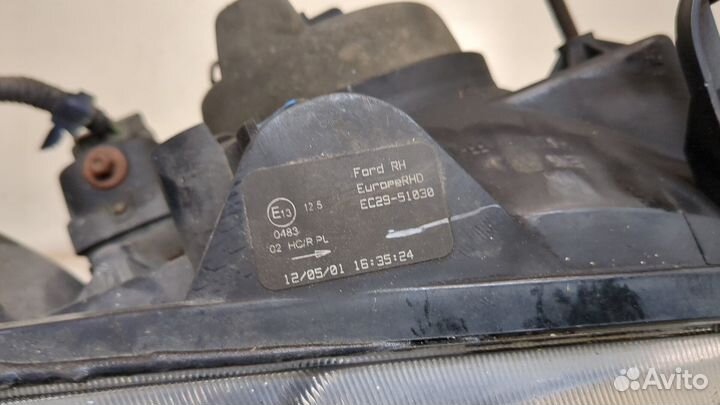 Ford RH
EuropeRHD
EC29-51030
E13 12.5
0483
02 HC/R PL
12/05/01 16:35:24
Avito